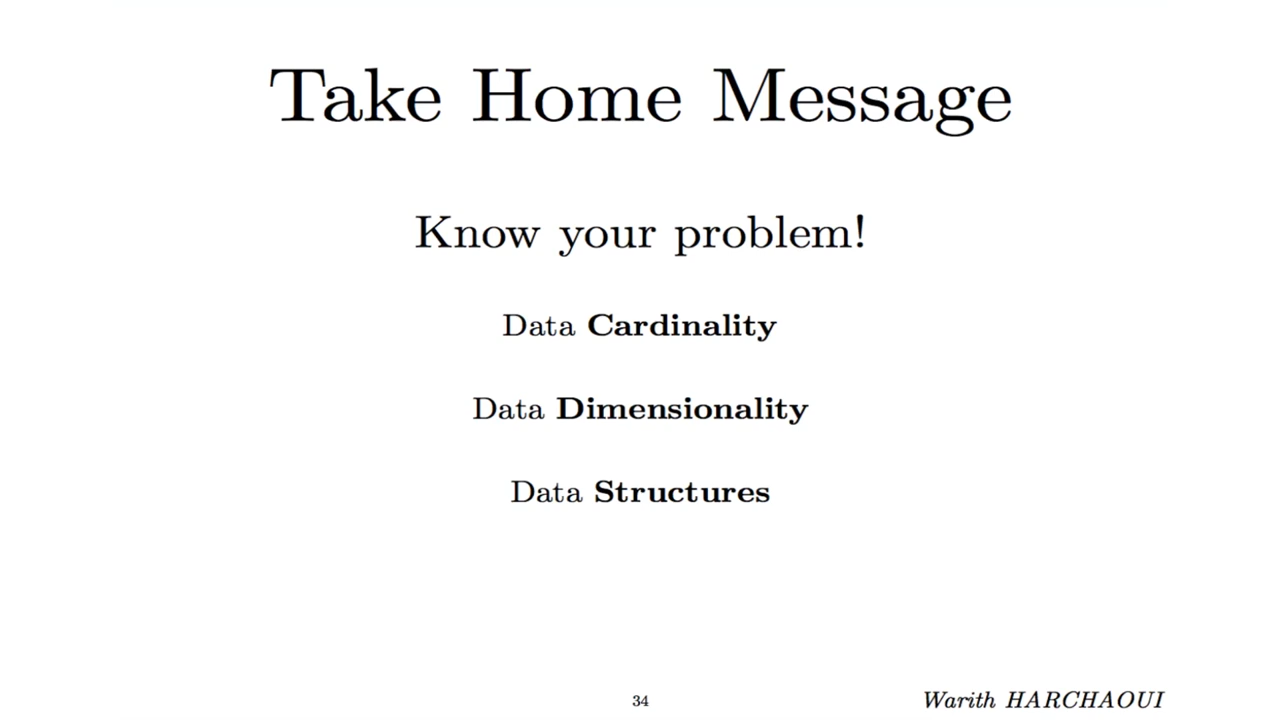 Take Home Message
Know your problem!
Data Cardinality
Data Dimensionality
Data Structures
34
Warith HARCHAOUI